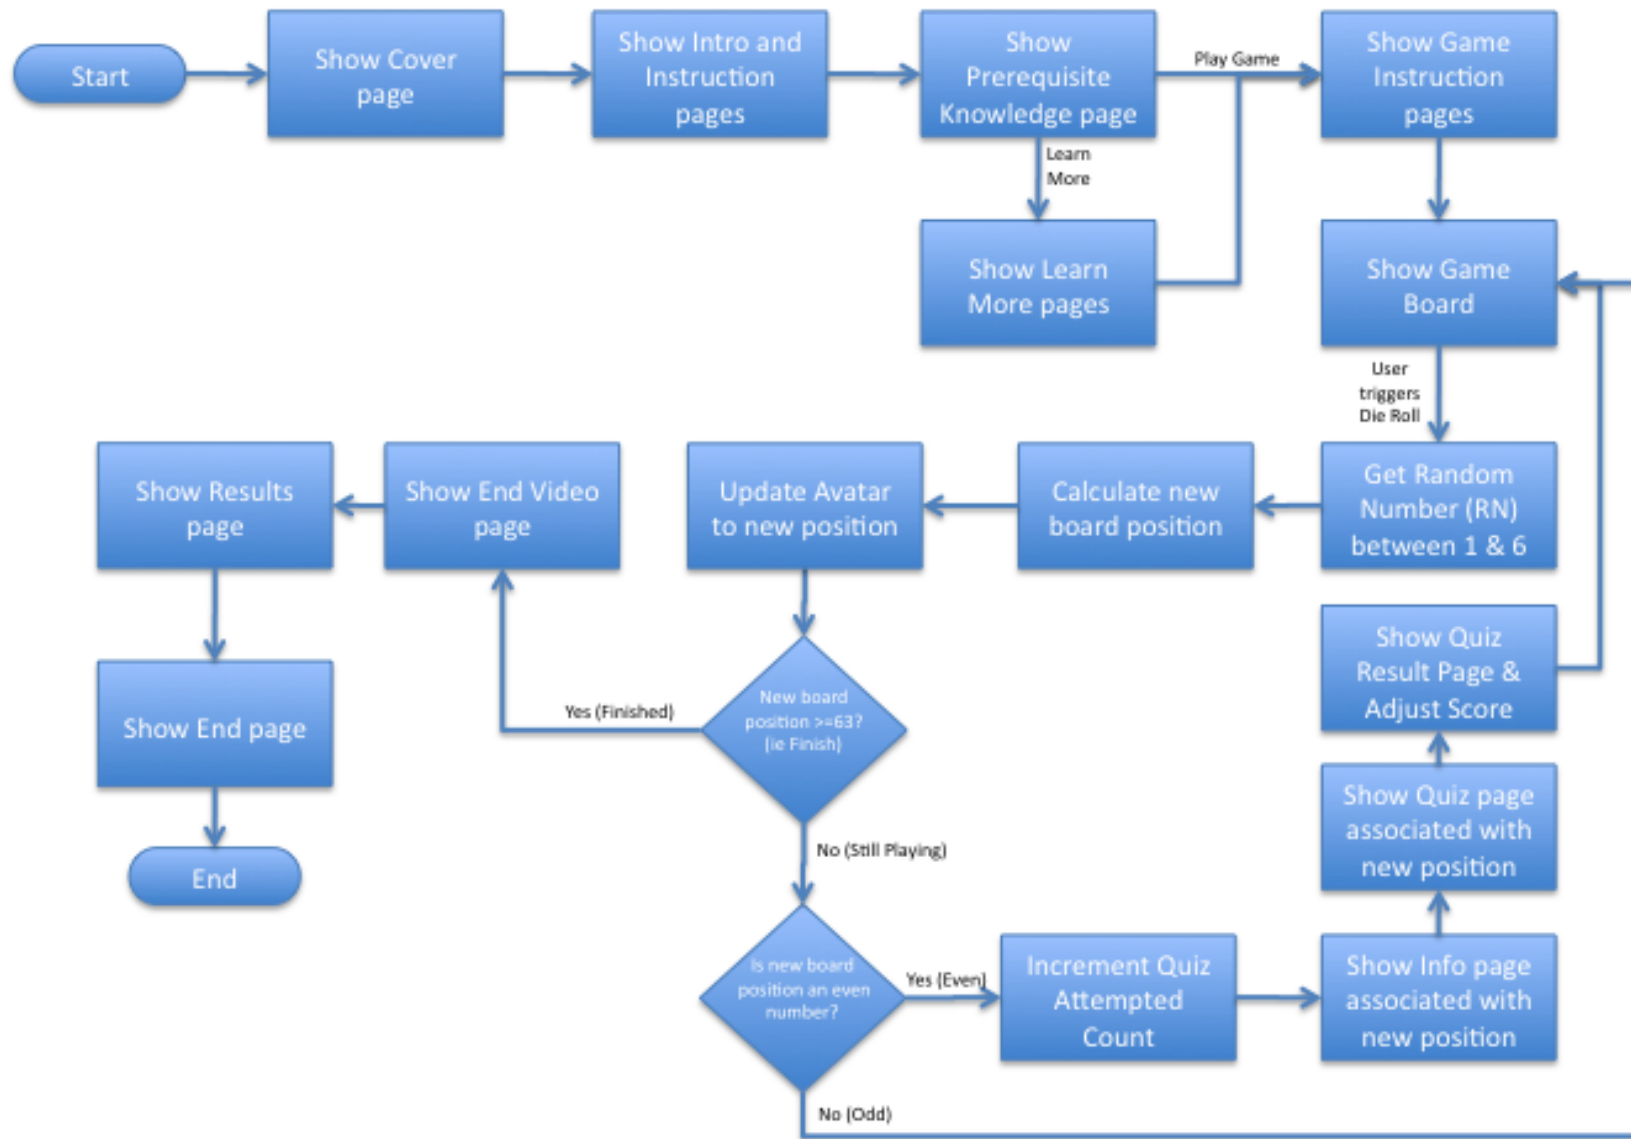 Start
Show Cover
page
Show Intro and
Instruction
pages
Show
Prerequisite
Knowledge page
Play Game
Show Game
Instruction
pages
Learn
More
Show Learn
More pages
Show Game
Board
User
triggers
Die Roll
Show Results
page
Show End Video
page
Update Avatar
to new position
Calculate new
board position
Get Random
Number (RN)
between 1 & 6
Show Quiz
Result Page &
Adjust Score
Show End page
Yes (Finished)
New board
position >=63?
(ie Finish)
Show Quiz page
associated with
new position
No (Still Playing)
End
Is new board
position an even
number?
Yes (Even)
Increment Quiz
Attempted
Count
Show Info page
associated with
new position
No (Odd)